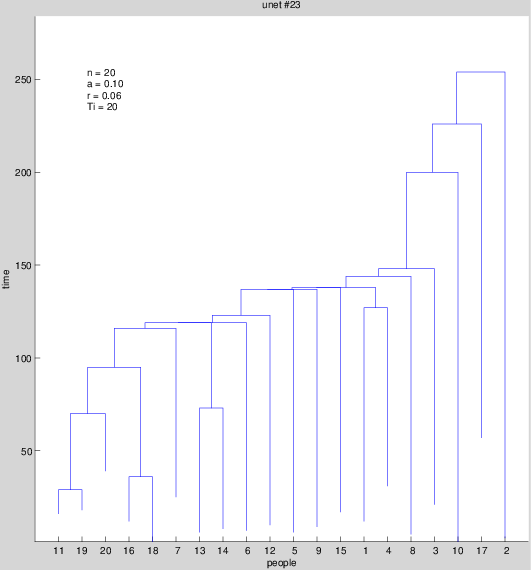 unet #23
n = 20
a = 0.10
r = 0.06
Ti = 20
250
200
150
100
50
time
11 19 20 16 18 7 13 14 6 12 5 9 15 1 4 8 3 10 17 2
people